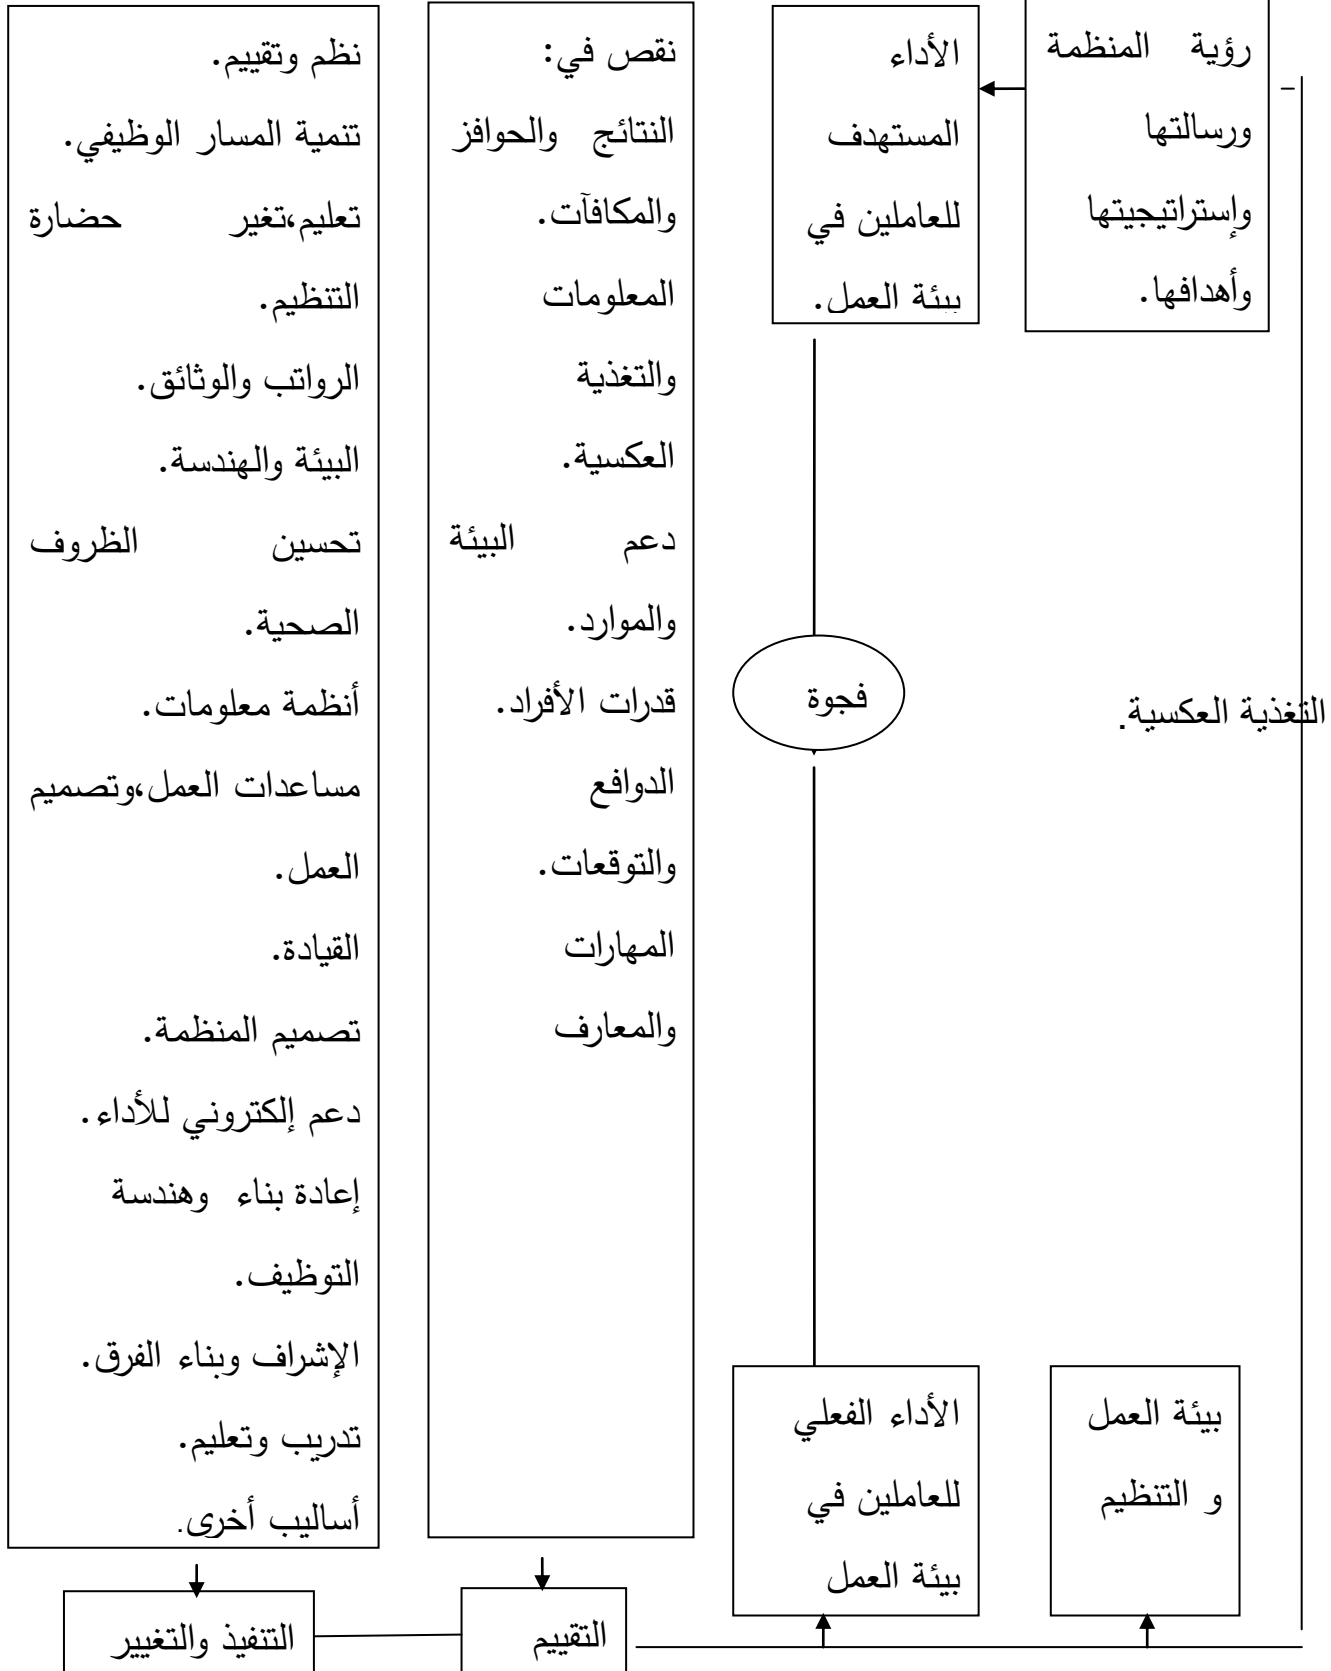 رؤية المنظمة
ورسالتها
وإستراتيجيتها
وأهدافها.
الأداء
المستهدف
للعاملين في
بيئة العمل.
نقص في:
النتائج والحوافز
والمكافآت.
المعلومات
والتغذية
العكسية.
دعم البيئة
والموارد.
قدرات الأفراد.
الدوافع
والتوقعات.
المهارات
والمعارف
نظم وتقييم.
تنمية المسار الوظيفي.
تعليم،تغير حضارة
التنظيم.
الرواتب والوثائق.
البيئة والهندسة.
تحسين الظروف
الصحية.
أنظمة معلومات.
مساعدات العمل،وتصميم
العمل.
القيادة.
تصميم المنظمة.
دعم إلكتروني للأداء.
إعادة بناء وهندسة
التوظيف.
الإشراف وبناء الفرق.
تدريب وتعليم.
أساليب أخرى.
التغذية العكسية.
فجوة
بيئة العمل
و التنظيم
الأداء الفعلي
للعاملين في
بيئة العمل
التقييم
التنفيذ والتغيير